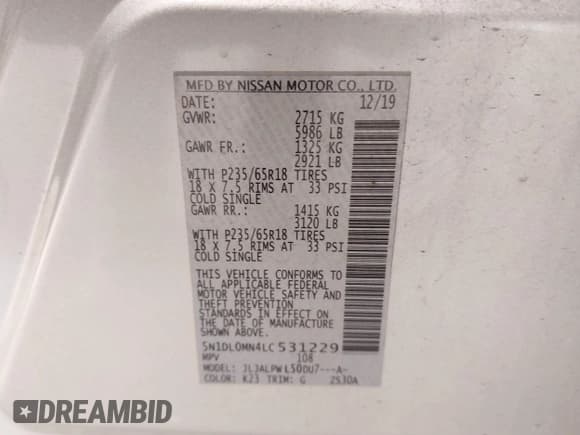 MFD BY NISSAN MOTOR CO., LTD.
DATE: 12/19
GVWR: 2715 KG
5986 LB
GAWR FR.: 1325 KG
2921 LB
WITH P235/65R18 TIRES
18 X 7.5 RIMS AT 33 PSI
COLD SINGLE
GAWR RR.: 1415 KG
3120 LB
WITH P235/65R18 TIRES
18 X 7.5 RIMS AT 33 PSI
COLD SINGLE
THIS VEHICLE CONFORMS TO
ALL APPLICABLE FEDERAL
MOTOR VEHICLE SAFETY AND
THEFT PREVENTION
STANDARDS IN EFFECT ON
THE DATE OF MANUFACTURE
SHOWN ABOVE.
5N1DL0MN4LC531229
MPV 108
MODEL: JL3ALPWL50DU7---A-
COLOR: K23 TRIM: G 2530A
DREAMBID